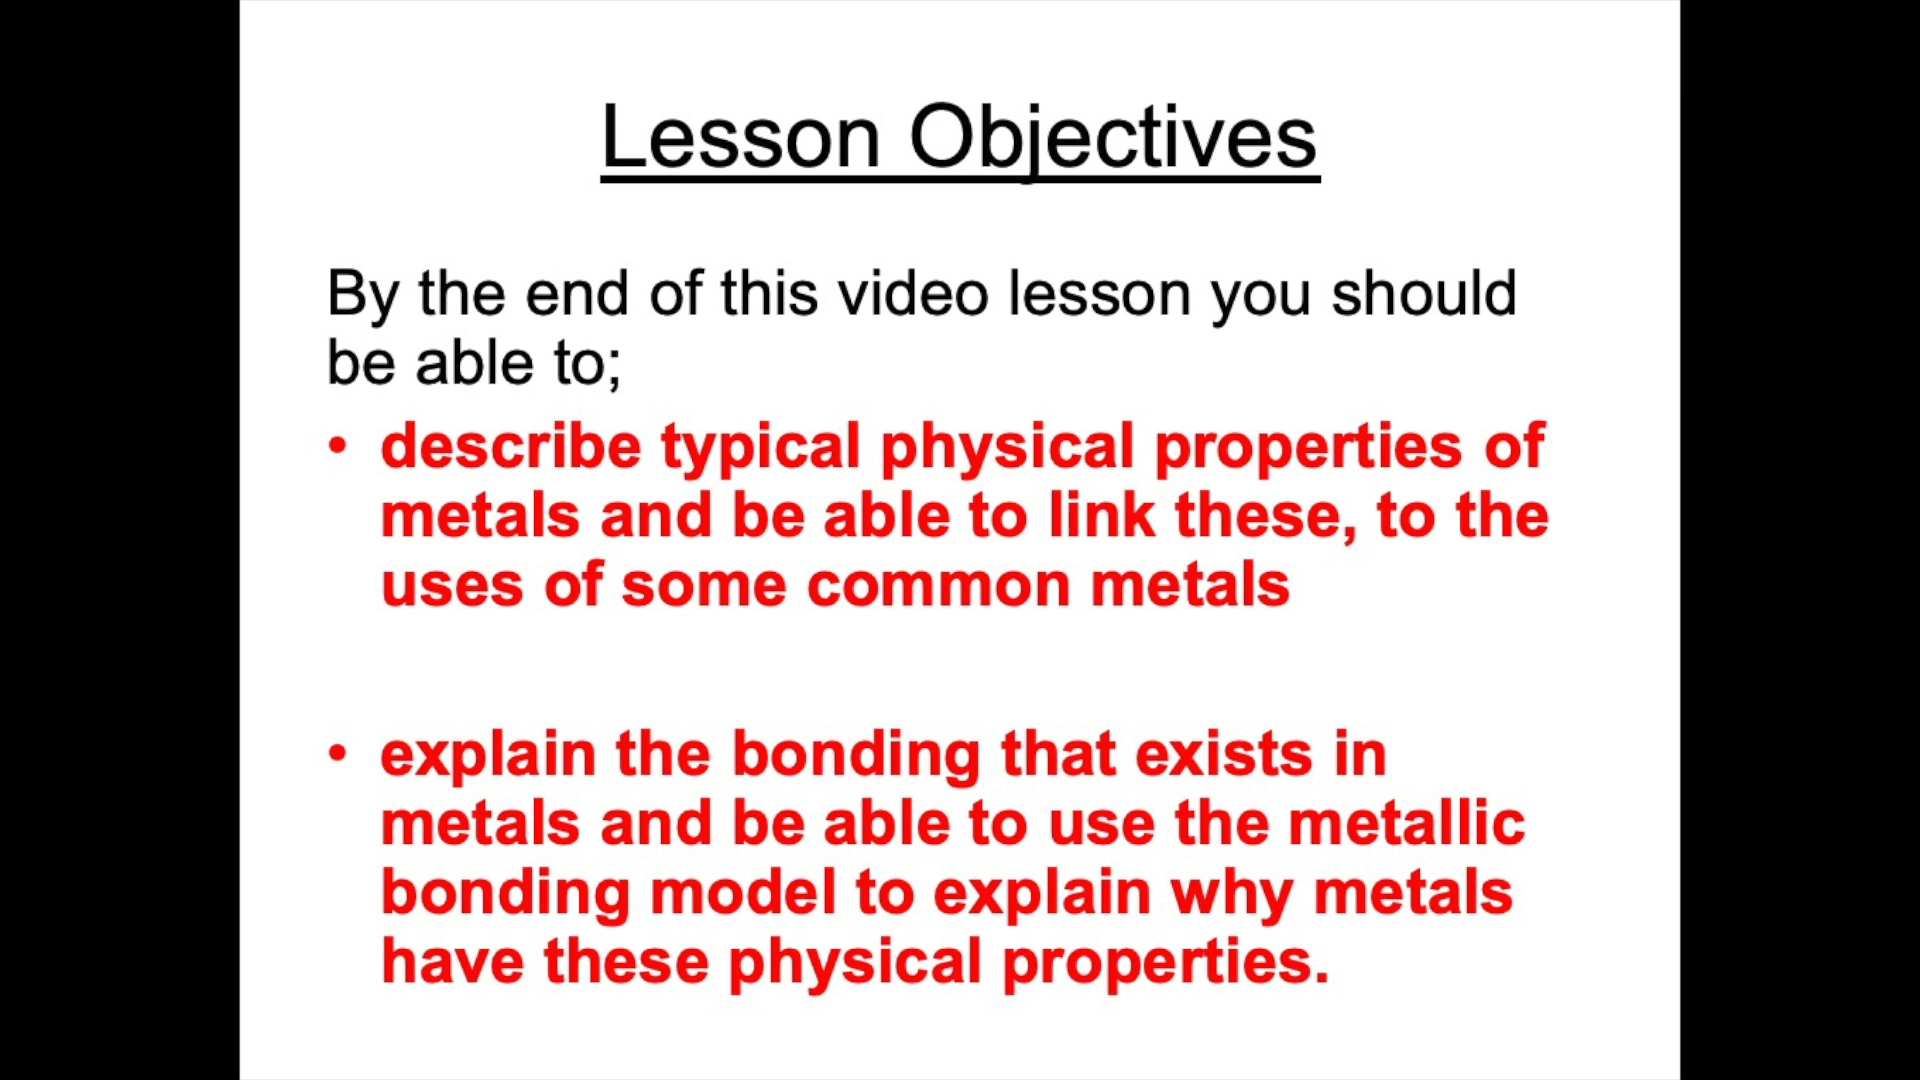 Lesson Objectives
By the end of this video lesson you should
be able to;
• describe typical physical properties of
metals and be able to link these, to the
uses of some common metals
• explain the bonding that exists in
metals and be able to use the metallic
bonding model to explain why metals
have these physical properties.